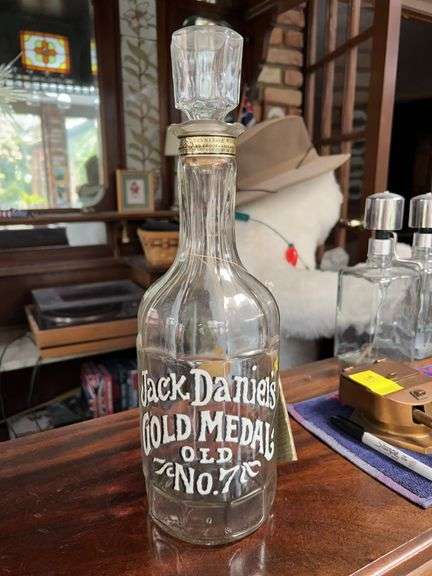 Jack Daniel's
GOLD MEDAL
OLD
No. 7